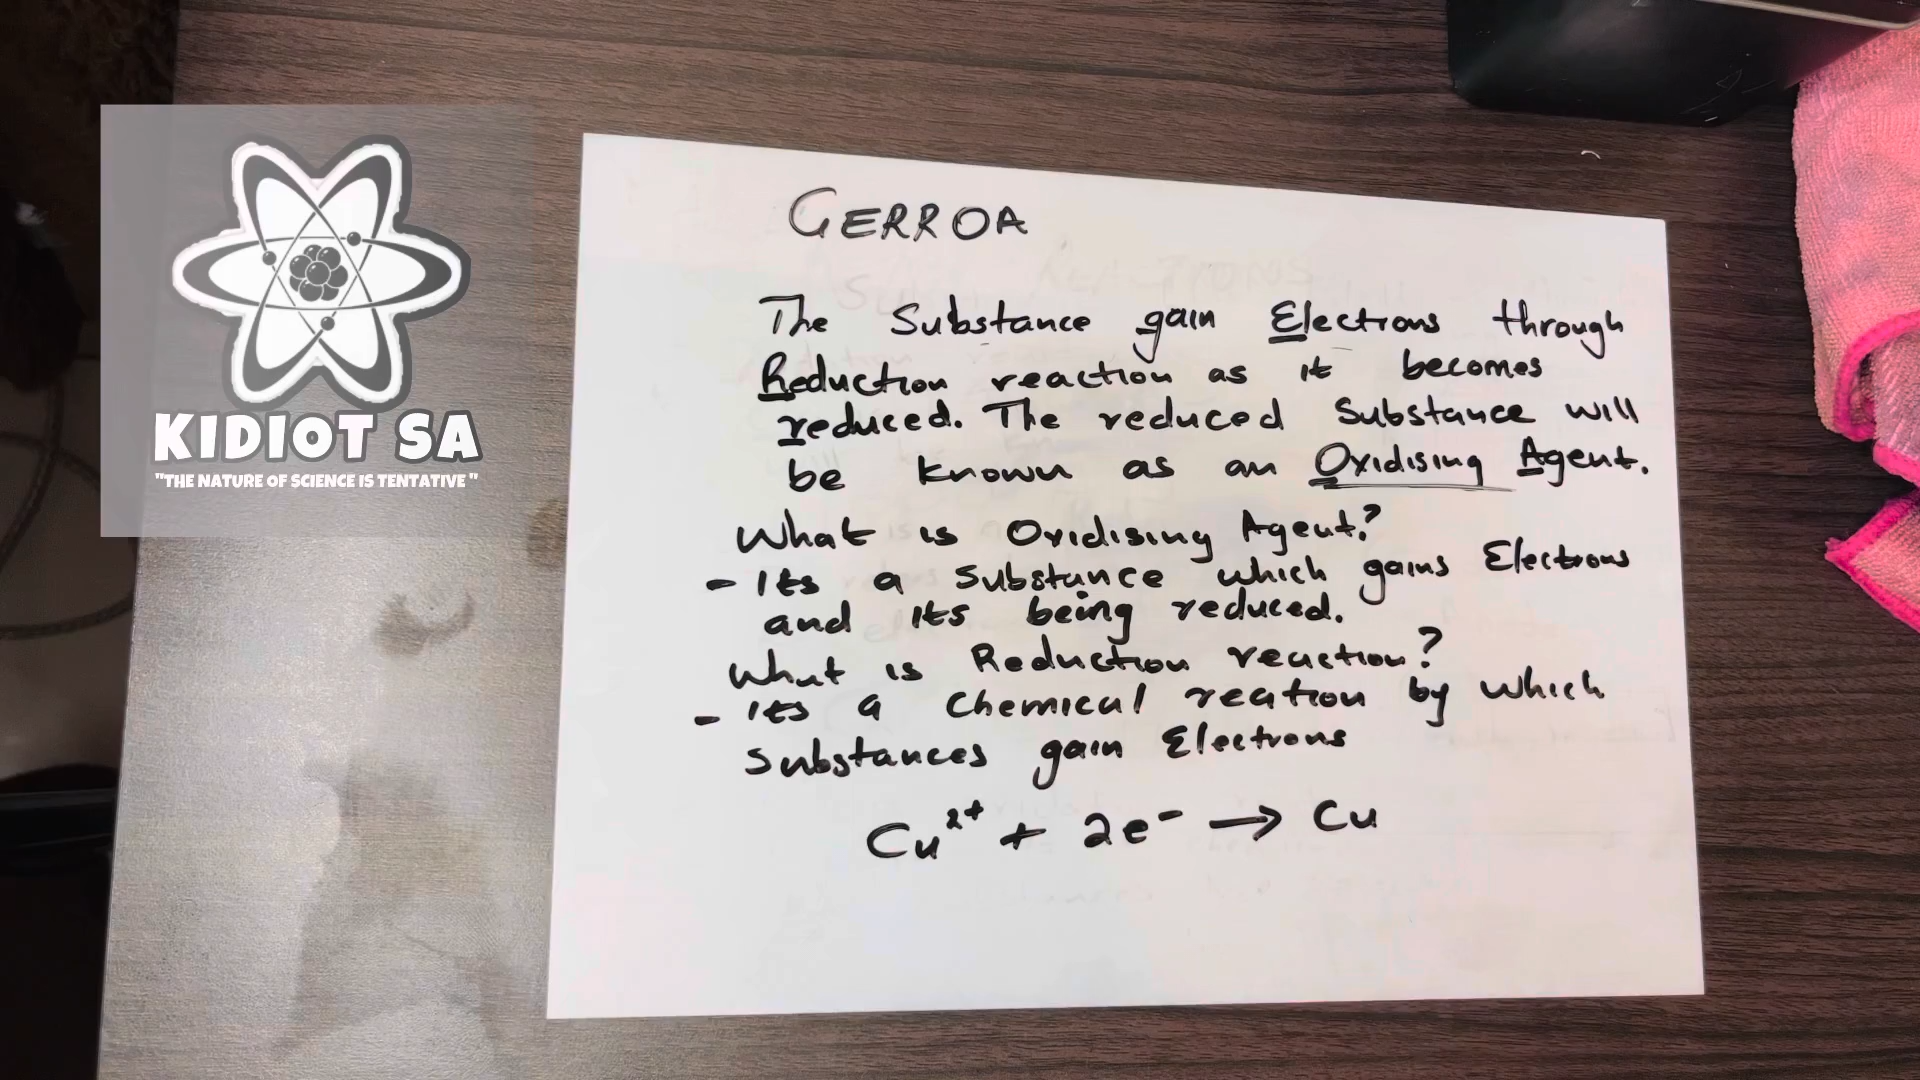 KIDIOT SA
"THE NATURE OF SCIENCE IS TENTATIVE "
GERROA
The Substance gain Electrons through
Reduction reaction as it becomes
reduced. The reduced Substance will
be known as an Oxidising Agent.
What is Oxidising Agent?
- Its a substance which gains Electrons
and its being reduced.
What is Reduction reaction?
- Its a Chemical reation by which
substances gain Electrons
Cu²⁺ + 2e⁻ → Cu